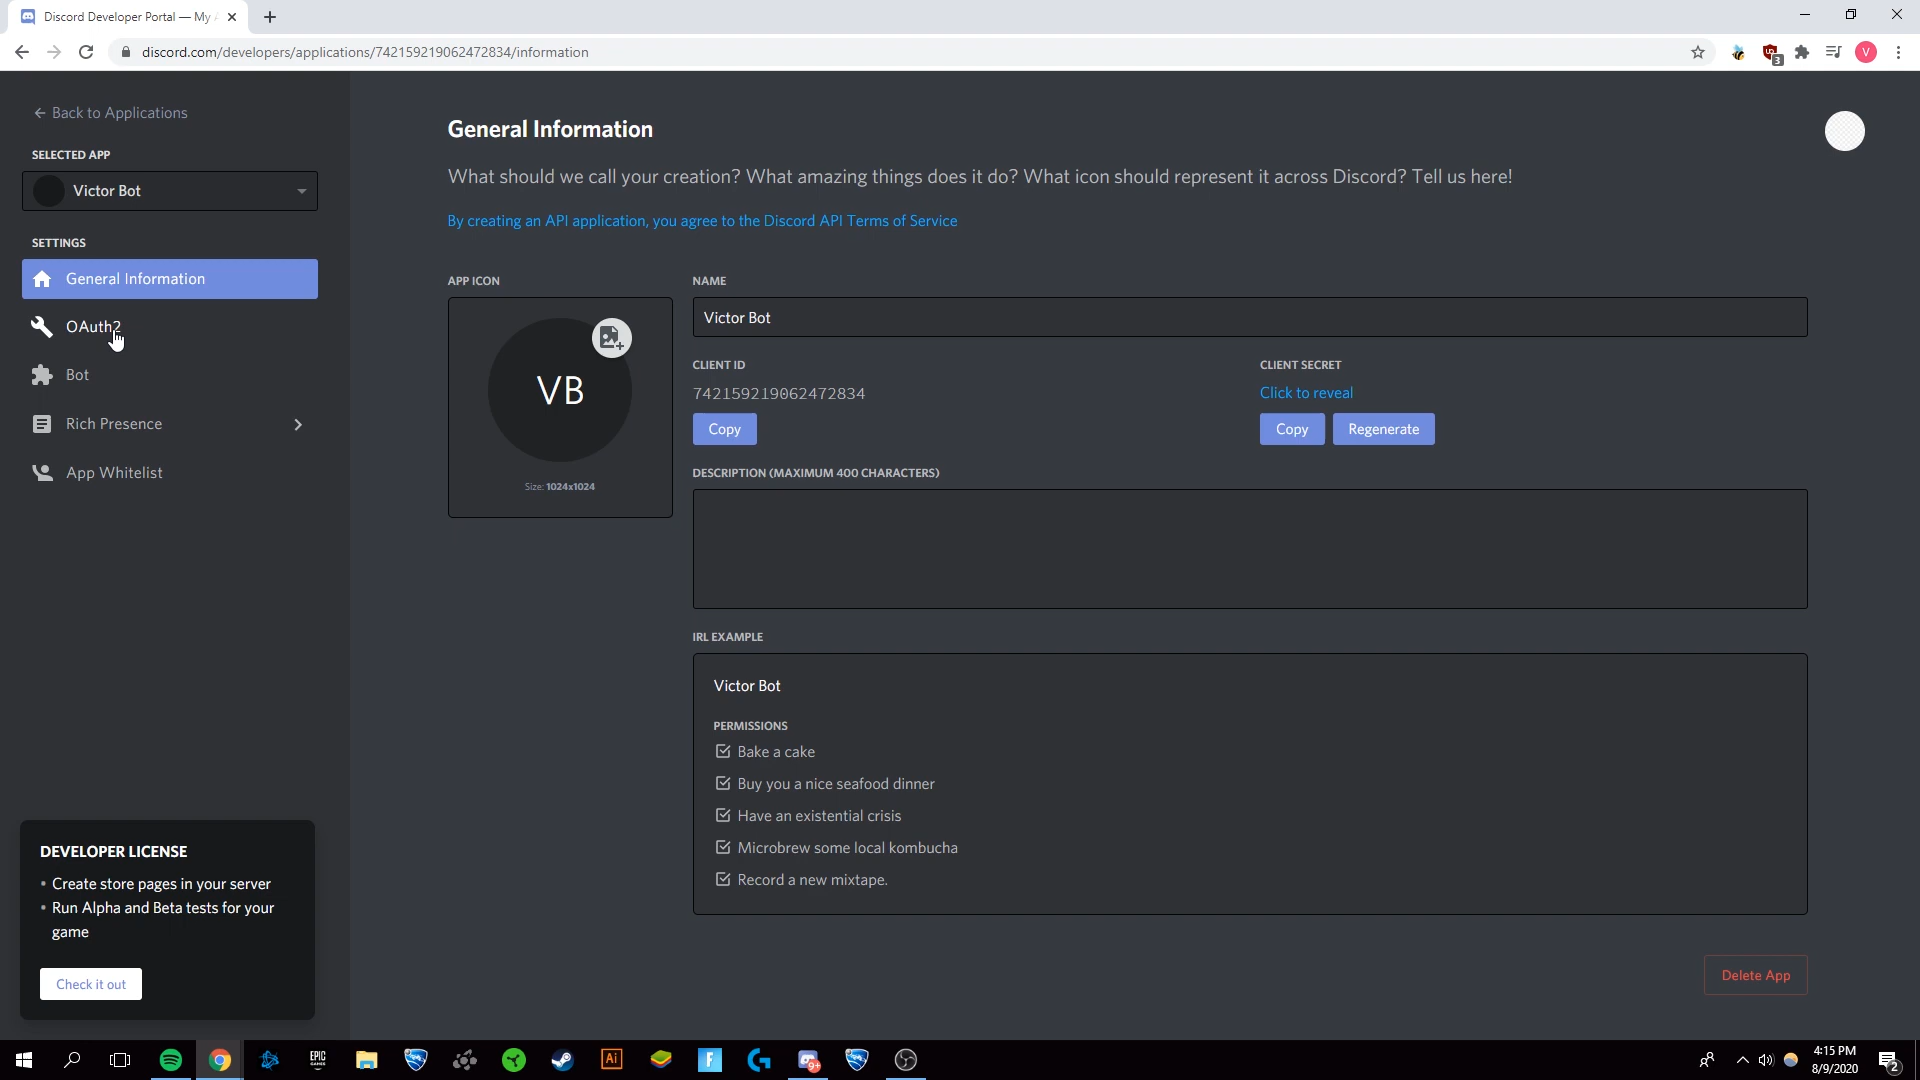 Discord Developer Portal — My A
discord.com/developers/applications/742159219062472834/information
3
V
← Back to Applications
SELECTED APP
Victor Bot
SETTINGS
General Information
OAuth2
Bot
Rich Presence
App Whitelist
DEVELOPER LICENSE
• Create store pages in your server
• Run Alpha and Beta tests for your
game
Check it out
General Information
What should we call your creation? What amazing things does it do? What icon should represent it across Discord? Tell us here!
By creating an API application, you agree to the Discord API Terms of Service
APP ICON
VB
Size: 1024x1024
NAME
Victor Bot
CLIENT ID
742159219062472834
Copy
CLIENT SECRET
Click to reveal
Copy Regenerate
DESCRIPTION (MAXIMUM 400 CHARACTERS)
IRL EXAMPLE
Victor Bot
PERMISSIONS
Bake a cake
Buy you a nice seafood dinner
Have an existential crisis
Microbrew some local kombucha
Record a new mixtape.
Delete App
EPIC
GAMES
Ai
F
9+
4:15 PM
8/9/2020
2